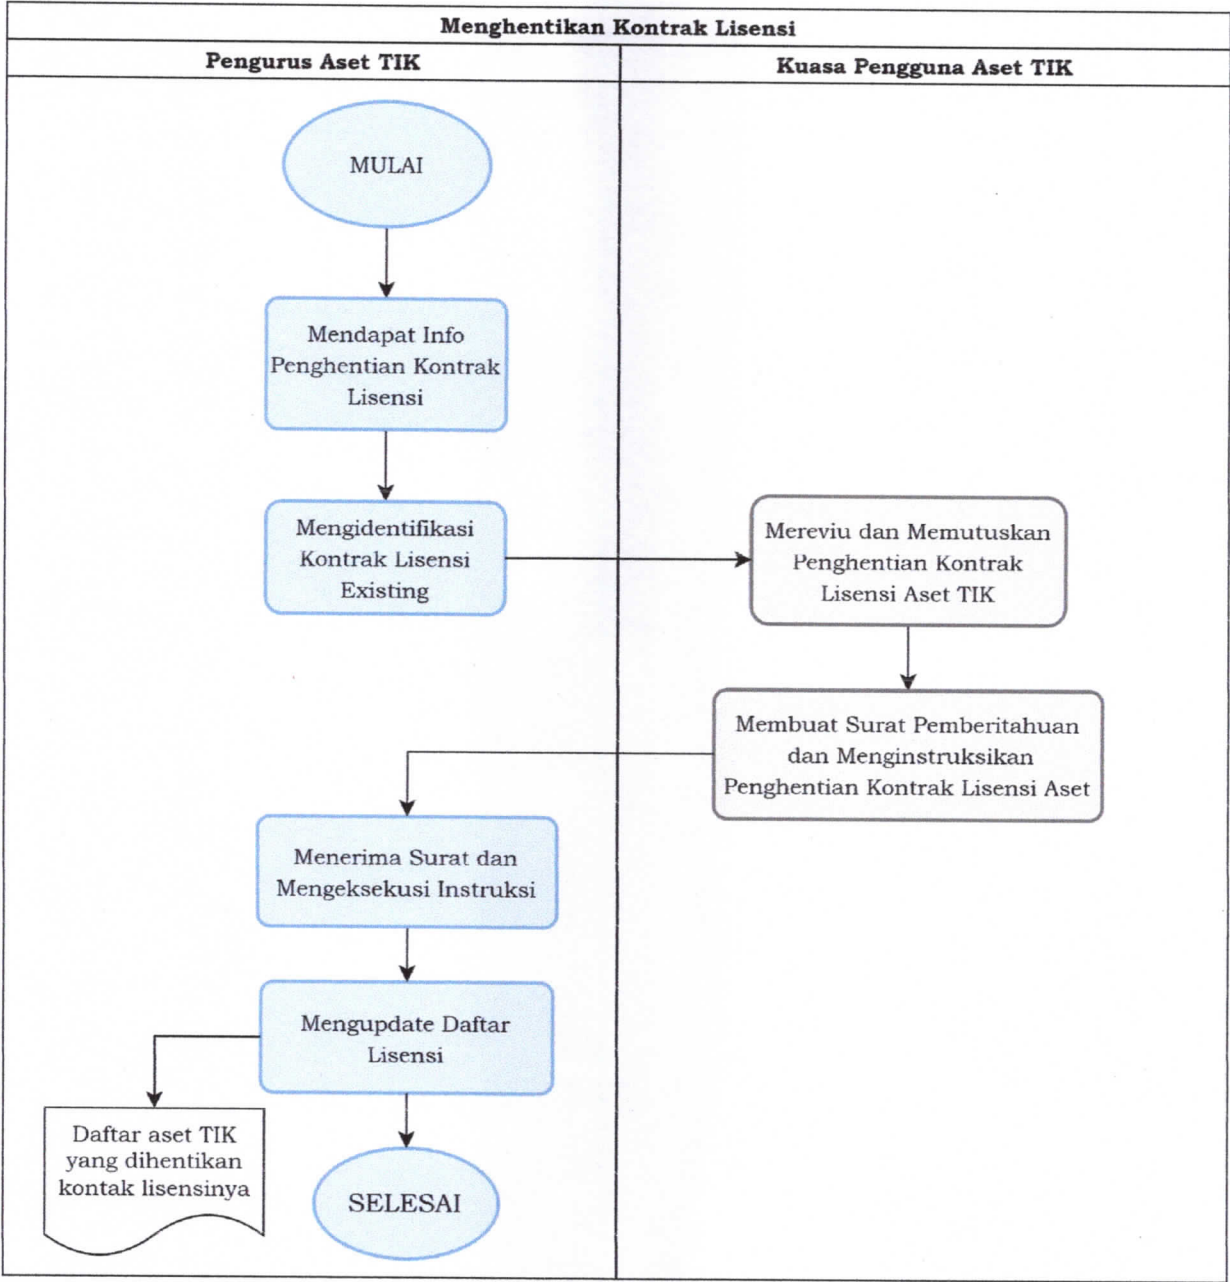 Menghentikan Kontrak Lisensi
Pengurus Aset TIK
Kuasa Pengguna Aset TIK
MULAI
Mendapat Info
Penghentian Kontrak
Lisensi
Mengidentifikasi
Kontrak Lisensi
Existing
Mereviu dan Memutuskan
Penghentian Kontrak
Lisensi Aset TIK
Membuat Surat Pemberitahuan
dan Menginstruksikan
Penghentian Kontrak Lisensi Aset
Menerima Surat dan
Mengeksekusi Instruksi
Mengupdate Daftar
Lisensi
Daftar aset TIK
yang dihentikan
kontak lisensinya
SELESAI